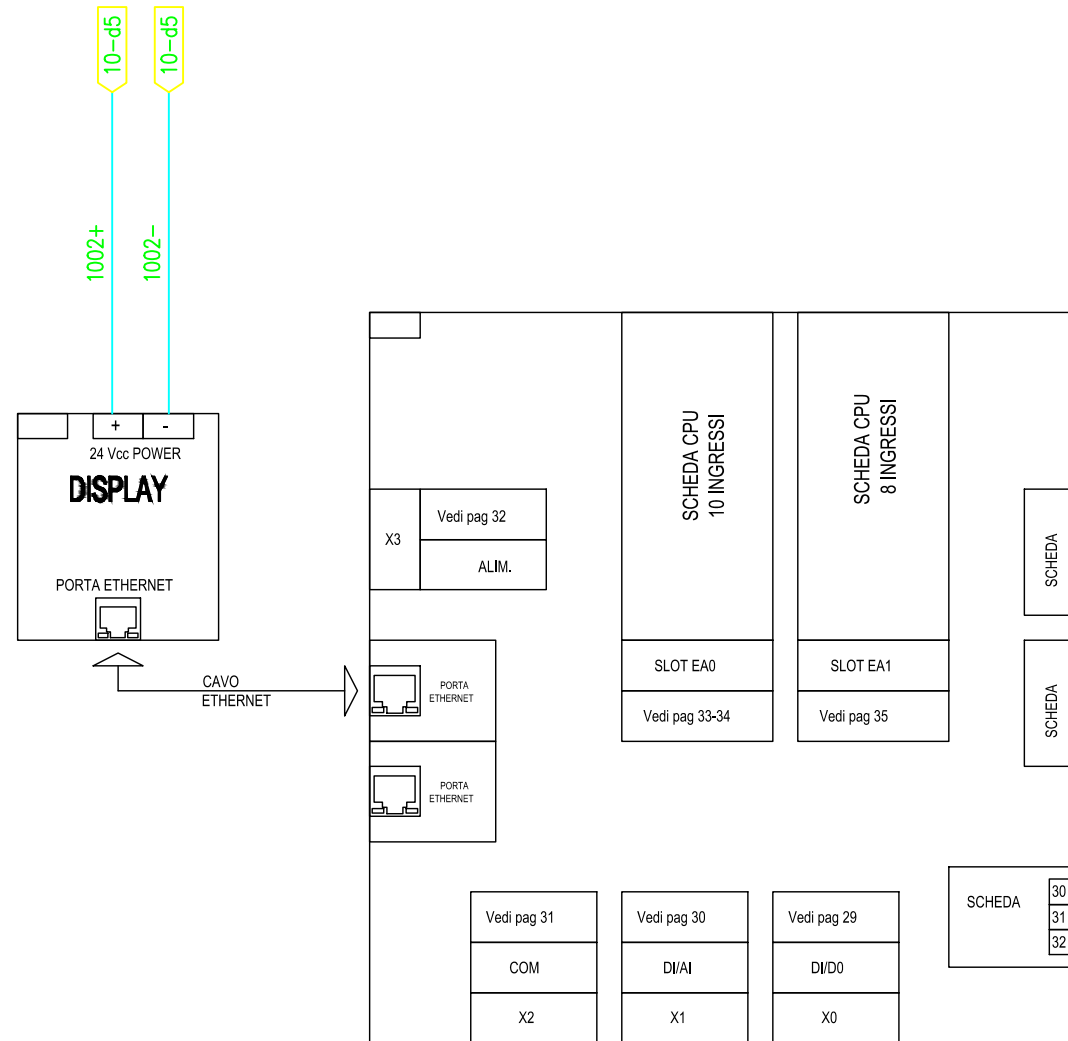 10-d5
10-d5
1002+
1002-
+
-
24 Vcc POWER
DISPLAY
PORTA ETHERNET
CAVO
ETHERNET
X3
Vedi pag 32
ALIM.
PORTA
ETHERNET
PORTA
ETHERNET
SCHEDA CPU
10 INGRESSI
SLOT EA0
Vedi pag 33-34
SCHEDA CPU
8 INGRESSI
SLOT EA1
Vedi pag 35
SCHEDA
SCHEDA
SCHEDA
30
31
32
Vedi pag 31
COM
X2
Vedi pag 30
DI/AI
X1
Vedi pag 29
DI/D0
X0